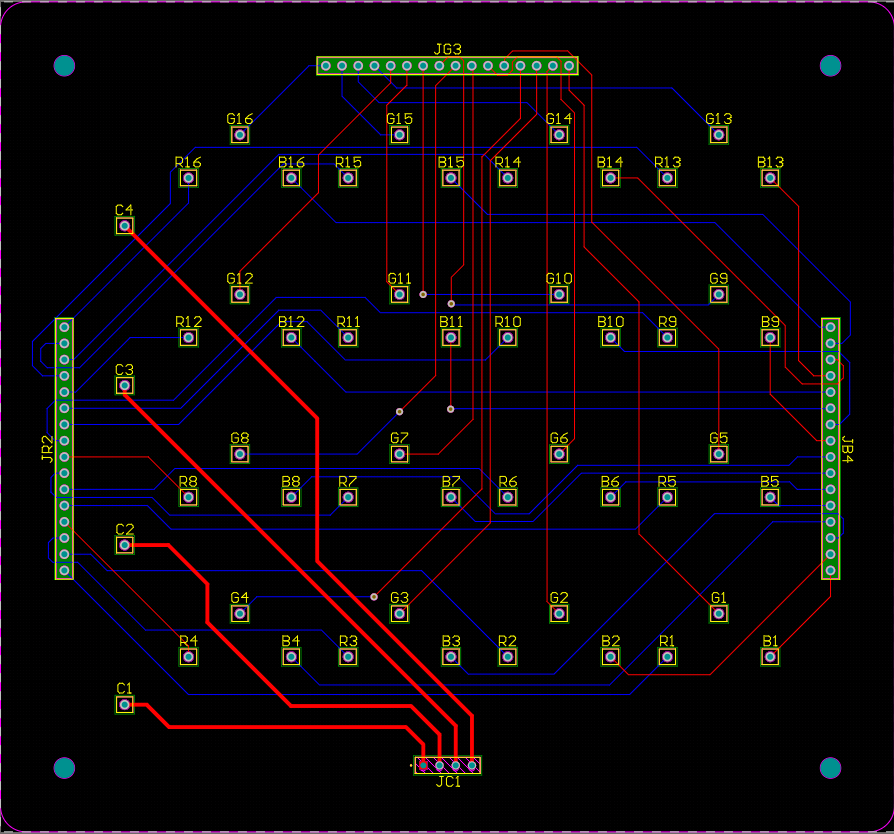 JG3
G16 G15 G14 G13
R16 B16 R15 B15 R14 B14 R13 B13
C4
G12 G11 G10 G9
R12 B12 R11 B11 R10 B10 R9 B9
C3
JR2 G8 G7 G6 G5 JB4
R8 B8 R7 B7 R6 B6 R5 B5
C2
G4 G3 G2 G1
R4 B4 R3 B3 R2 B2 R1 B1
C1
JC1